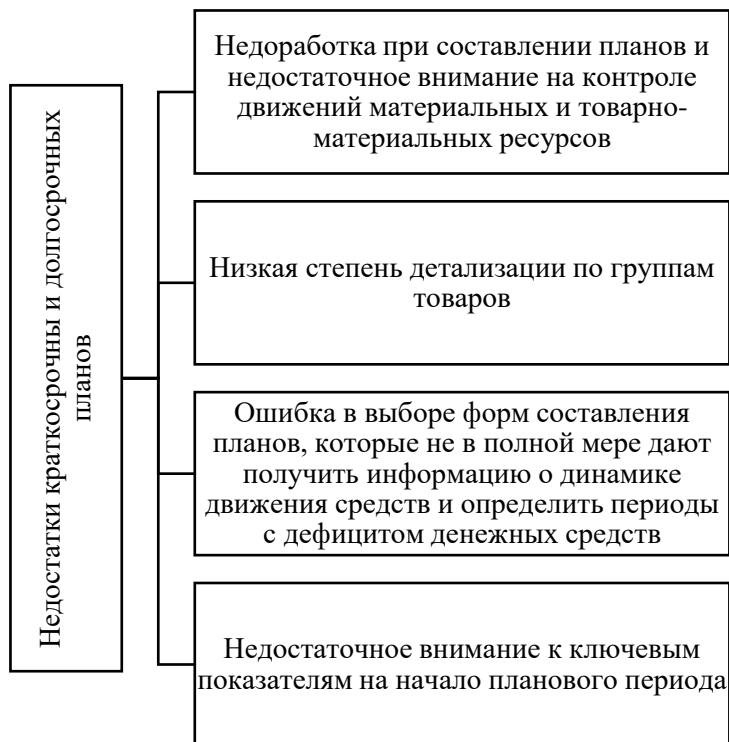 Недостатки краткосрочны и долгосрочных
планов
Недоработка при составлении планов и
недостаточное внимание на контроле
движений материальных и товарно-
материальных ресурсов
Низкая степень детализации по группам
товаров
Ошибка в выборе форм составления
планов, которые не в полной мере дают
получить информацию о динамике
движения средств и определить периоды
с дефицитом денежных средств
Недостаточное внимание к ключевым
показателям на начало планового периода